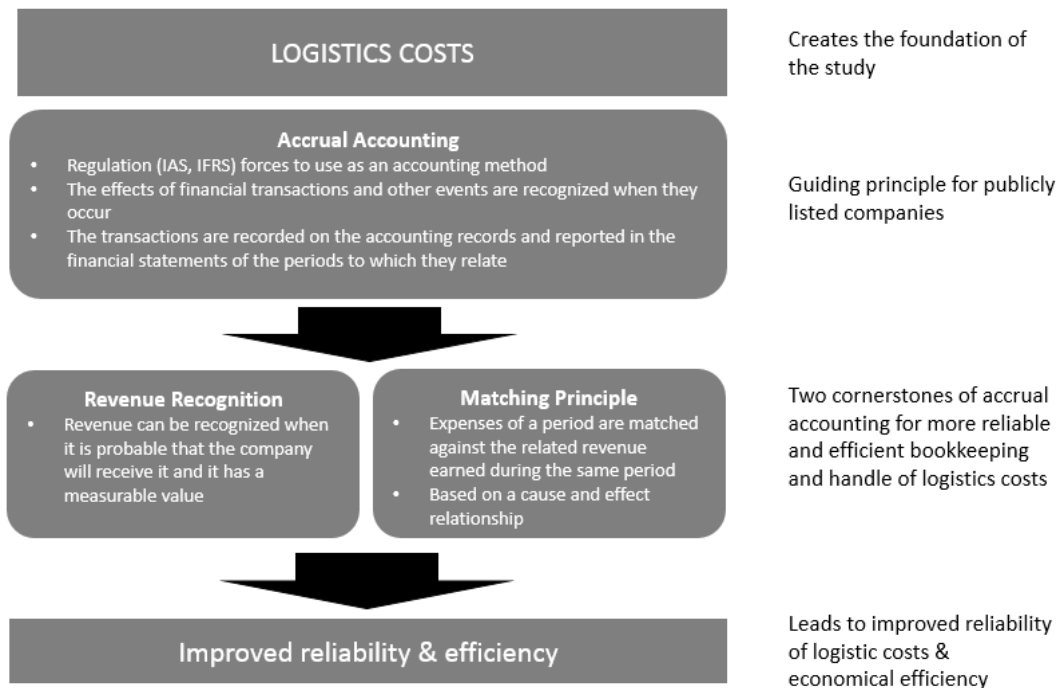 LOGISTICS COSTS
Creates the foundation of
the study
Accrual Accounting
• Regulation (IAS, IFRS) forces to use as an accounting method
• The effects of financial transactions and other events are recognized when they
occur
• The transactions are recorded on the accounting records and reported in the
financial statements of the periods to which they relate
Guiding principle for publicly
listed companies
Revenue Recognition
• Revenue can be recognized when
it is probable that the company
will receive it and it has a
measurable value
Matching Principle
• Expenses of a period are matched
against the related revenue
earned during the same period
• Based on a cause and effect
relationship
Two cornerstones of accrual
accounting for more reliable
and efficient bookkeeping
and handle of logistics costs
Improved reliability & efficiency
Leads to improved reliability
of logistic costs &
economical efficiency